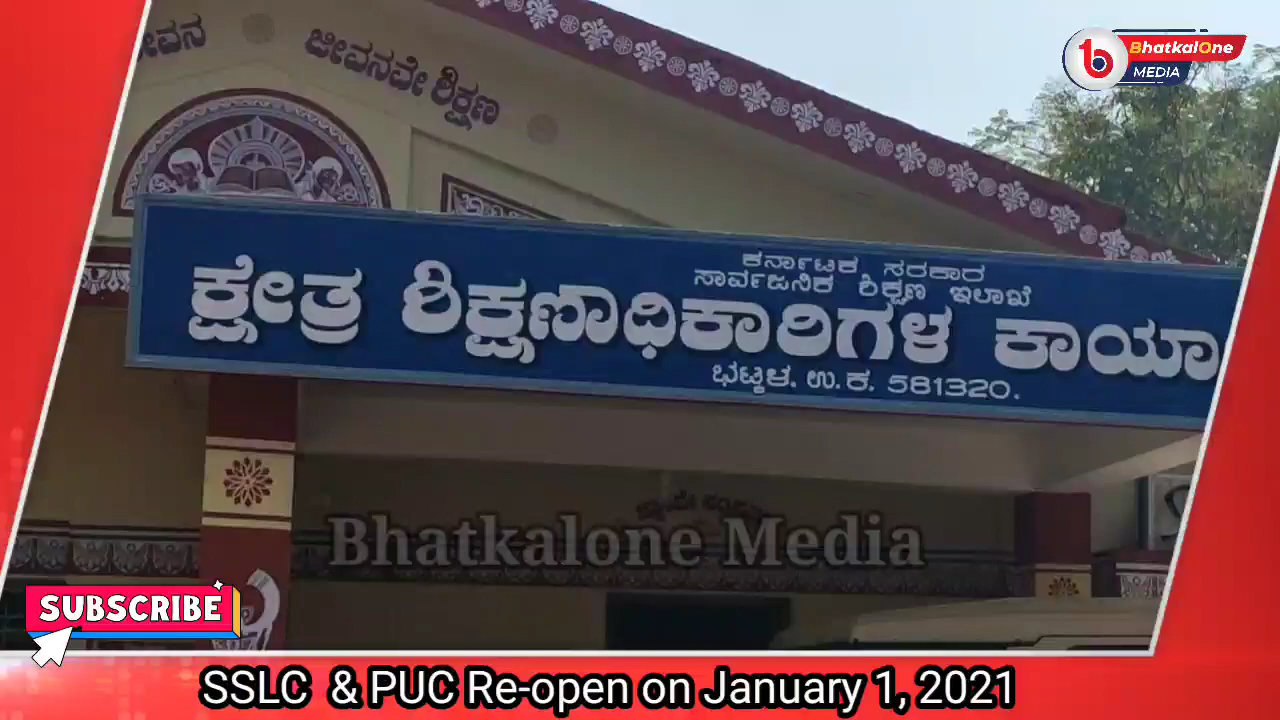 ಜೀವನವೇ ಶಿಕ್ಷಣ
BhatkalOne
MEDIA
ಕರ್ನಾಟಕ ಸರಕಾರ
ಸಾರ್ವಜನಿಕ ಶಿಕ್ಷಣ ಇಲಾಖೆ
ಕ್ಷೇತ್ರ ಶಿಕ್ಷಣಾಧಿಕಾರಿಗಳ ಕಾರ್ಯಾ
ಭಟ್ಕಳ. ಉ.ಕ. 581320.
Bhatkalone Media
SUBSCRIBE
SSLC & PUC Re-open on January 1, 2021